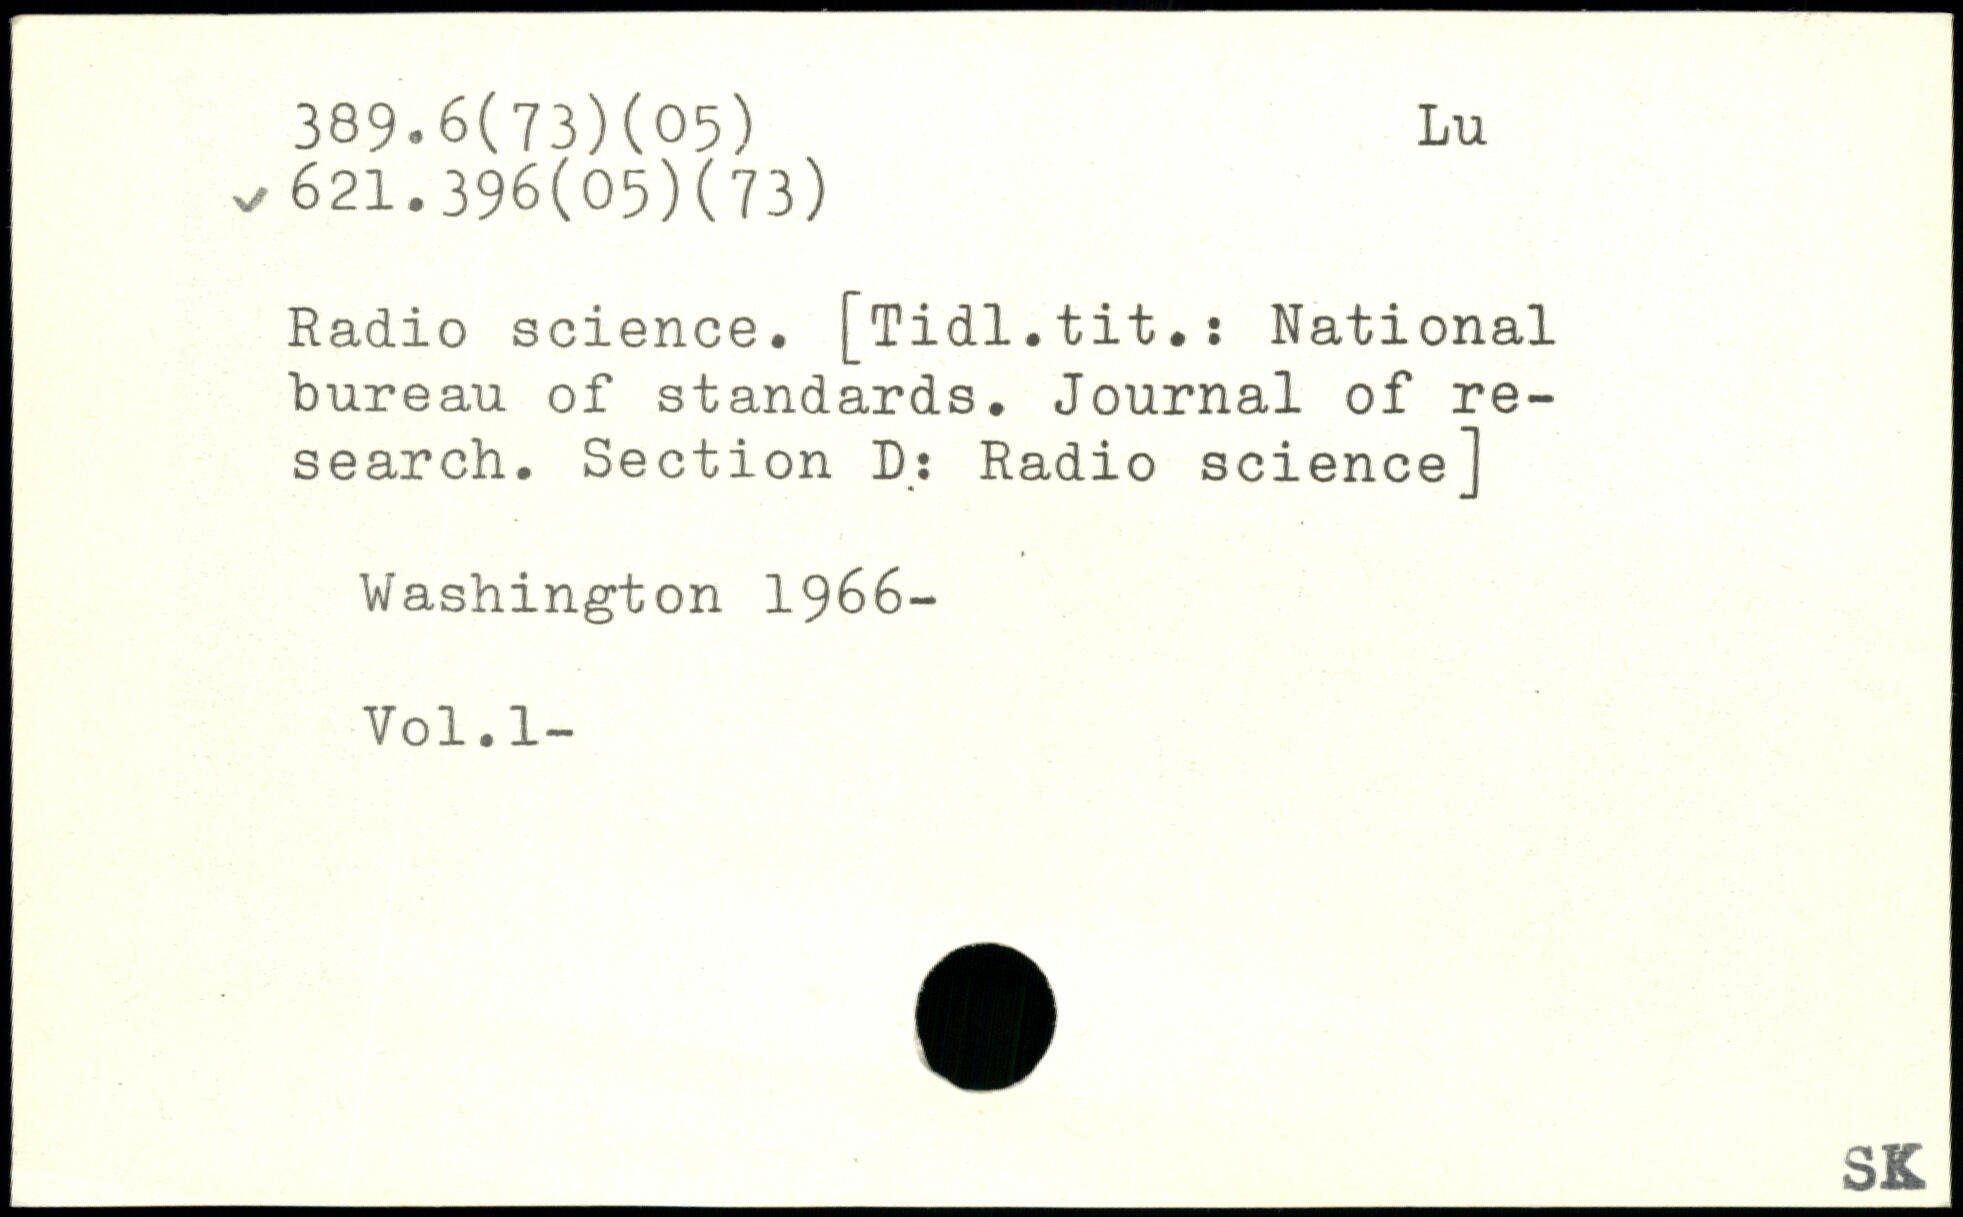 389.6(73)(05) Lu
✓ 621.396(05)(73)
Radio science. [Tidl.tit.: National
bureau of standards. Journal of re-
search. Section D: Radio science]
Washington 1966-
Vol.1-
SK